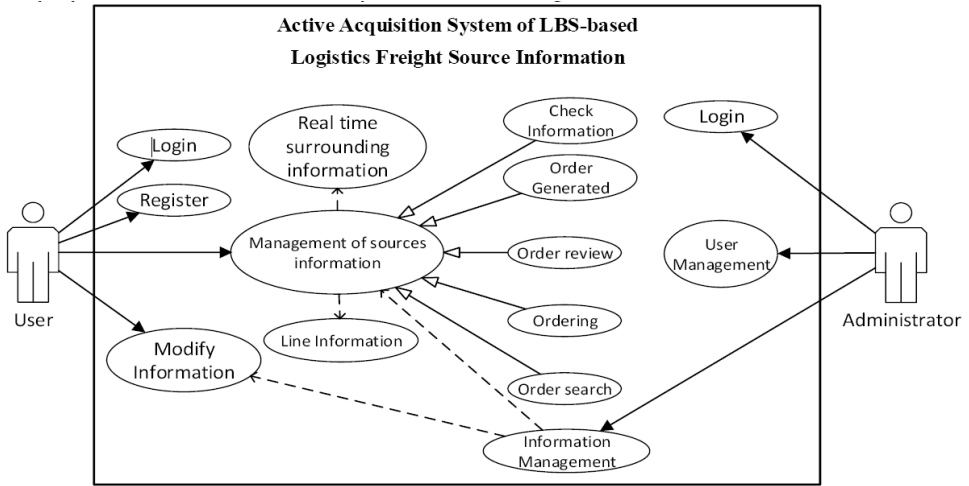 Active Acquisition System of LBS-based
Logistics Freight Source Information
Real time
surrounding
information
Check
Information
Login
Login
Order
Generated
Register
Management of sources
information
Order review
User
Management
User
Ordering
Administrator
Line Information
Modify
Information
Order search
Information
Management